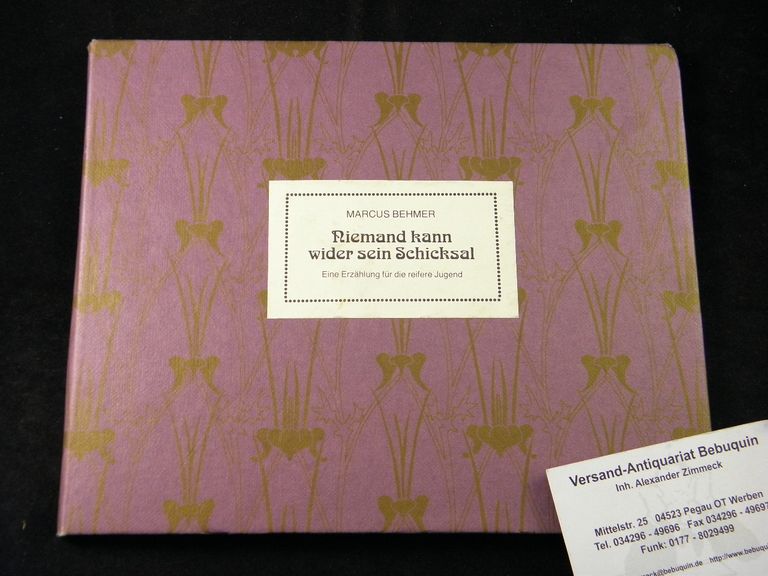 MARCUS BEHMER
Niemand kann
wider sein Schicksal
Eine Erzählung für die reifere Jugend
Versand-Antiquariat Bebuquin
Inh. Alexander Zimmeck
Mittelstr. 25 04523 Pegau OT Werben
Tel. 034296 - 49696 Fax 034296 - 49697
Funk: 0177 - 8029499